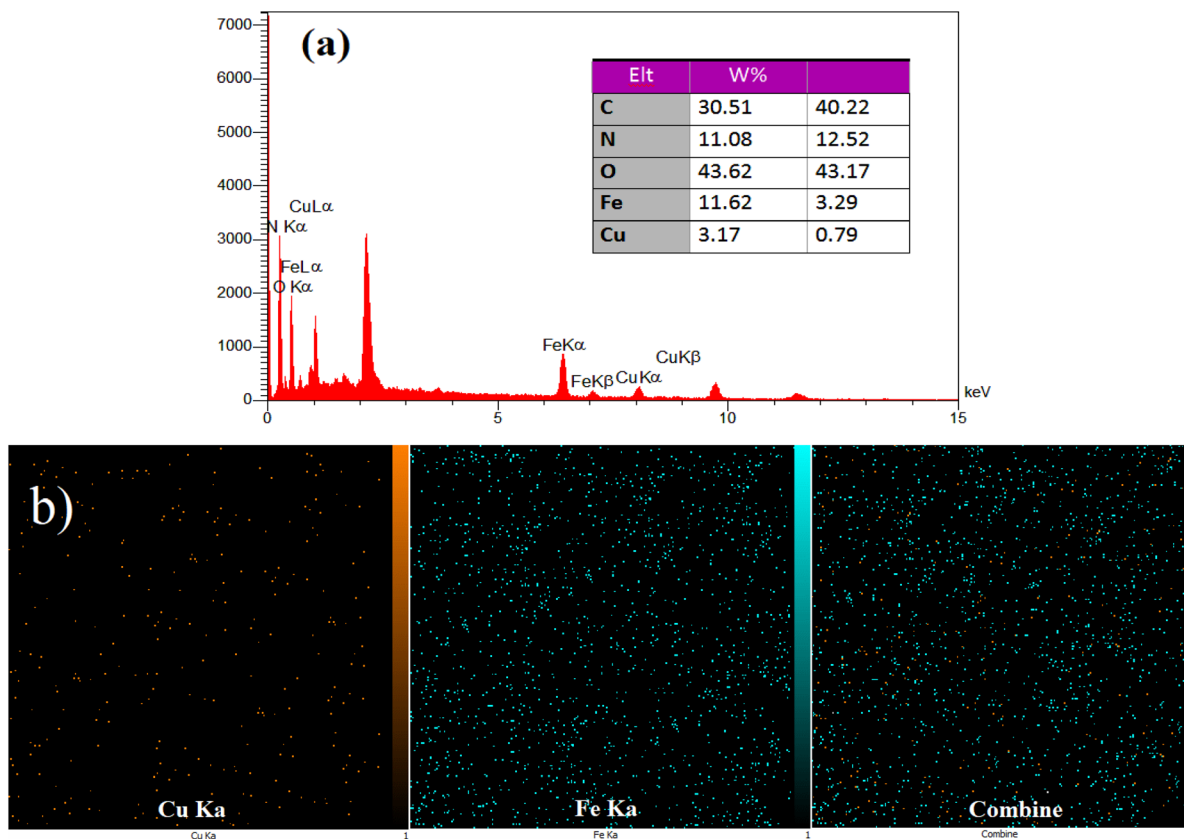 (a)
7000
6000
5000
4000
3000
2000
1000
0
CuLα
N Kα
FeLα
O Kα
FeKα
FeKβ
CuKα
CuKβ
0 5 10 15 keV
Elt W%
C 30.51 40.22
N 11.08 12.52
O 43.62 43.17
Fe 11.62 3.29
Cu 3.17 0.79
b)
Cu Ka Fe Ka Combine
Cu Ka 1 Fe Ka 1 Combine